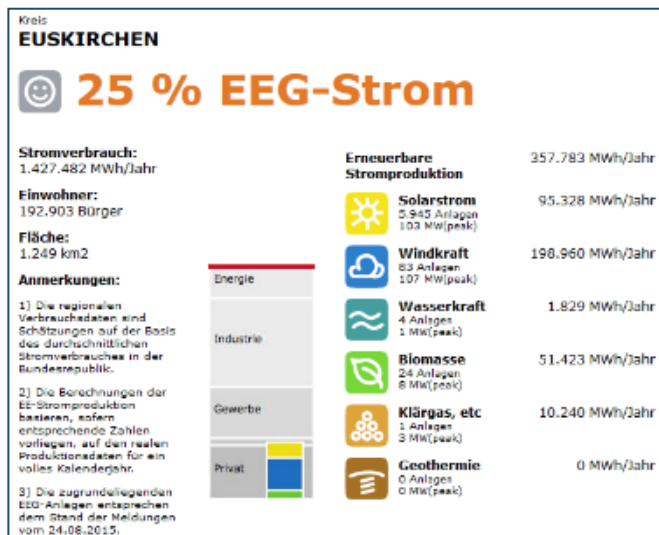 Kreis
EUSKIRCHEN
25 % EEG-Strom
Stromverbrauch:
1.427.482 MWh/Jahr
Einwohner:
192.903 Bürger
Fläche:
1.249 km2
Anmerkungen:
1) Die regionalen
Verbrauchsdaten sind
Schätzungen auf der Basis
des durchschnittlichen
Stromverbrauches in der
Bundesrepublik.
2) Die Berechnungen der
EE-Stromproduktion
basieren, sofern
entsprechende Zahlen
vorliegen, auf den realen
Produktionsdaten für ein
volles Kalenderjahr.
3) Die zugrundeliegenden
EEG-Anlagen entsprechen
dem Stand der Meldungen
vom 24.08.2015.
Energie
Industrie
Gewerbe
Privat
Erneuerbare 357.783 MWh/Jahr
Stromproduktion
Solarstrom 95.328 MWh/Jahr
5.945 Anlagen
103 MW(peak)
Windkraft 198.960 MWh/Jahr
83 Anlagen
107 MW(peak)
Wasserkraft 1.829 MWh/Jahr
4 Anlagen
1 MW(peak)
Biomasse 51.423 MWh/Jahr
24 Anlagen
8 MW(peak)
Klärgas, etc 10.240 MWh/Jahr
1 Anlagen
3 MW(peak)
Geothermie 0 MWh/Jahr
0 Anlagen
0 MW(peak)